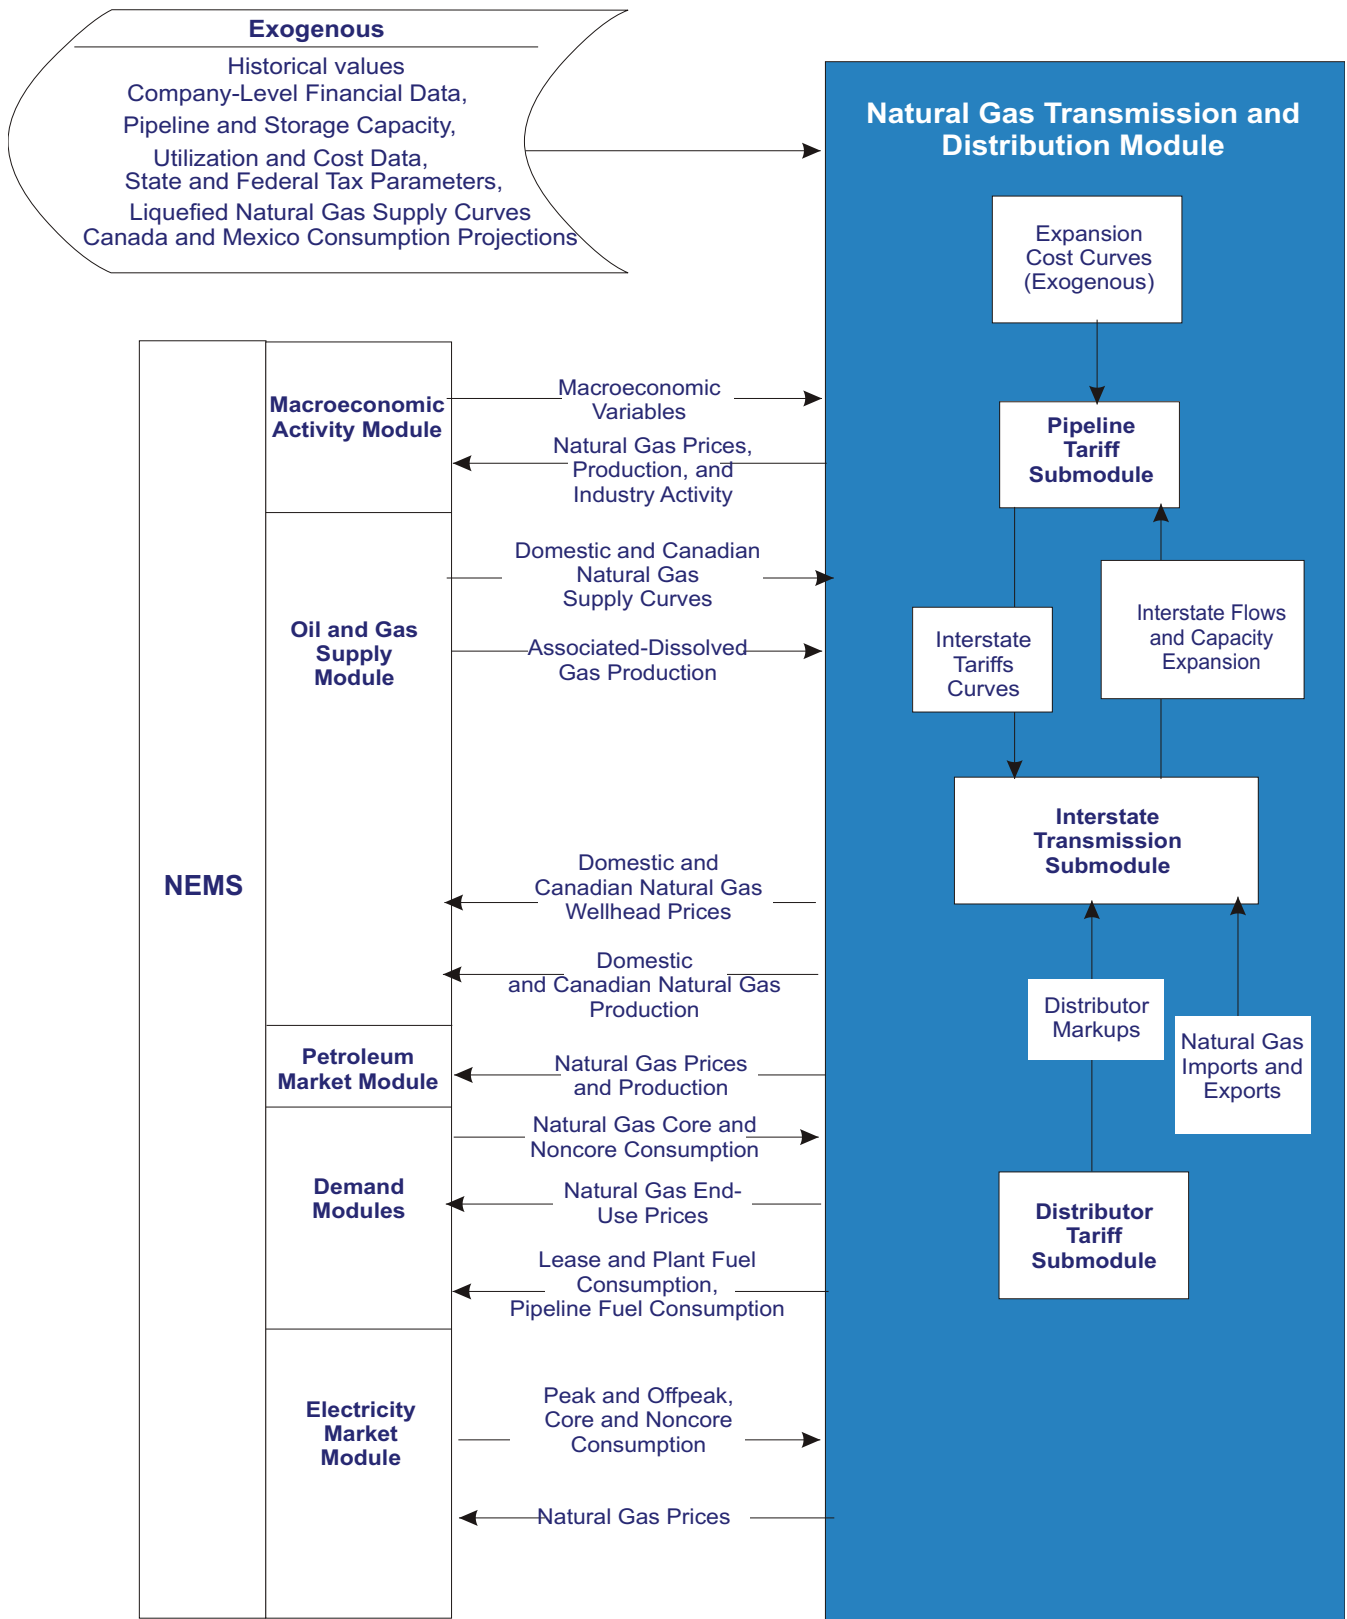 Exogenous
Historical values
Company-Level Financial Data,
Pipeline and Storage Capacity,
Utilization and Cost Data,
State and Federal Tax Parameters,
Liquefied Natural Gas Supply Curves
Canada and Mexico Consumption Projections
Natural Gas Transmission and
Distribution Module
Expansion
Cost Curves
(Exogenous)
Pipeline
Tariff
Submodule
Interstate
Tariffs
Curves
Interstate Flows
and Capacity
Expansion
Interstate
Transmission
Submodule
Distributor
Markups
Natural Gas
Imports and
Exports
Distributor
Tariff
Submodule
NEMS
Macroeconomic
Activity Module
Macroeconomic
Variables
Natural Gas Prices,
Production, and
Industry Activity
Oil and Gas
Supply
Module
Domestic and Canadian
Natural Gas
Supply Curves
Associated-Dissolved
Gas Production
Domestic and
Canadian Natural Gas
Wellhead Prices
Domestic
and Canadian Natural Gas
Production
Petroleum
Market Module
Natural Gas Prices
and Production
Demand
Modules
Natural Gas Core and
Noncore Consumption
Natural Gas End-
Use Prices
Lease and Plant Fuel
Consumption,
Pipeline Fuel Consumption
Electricity
Market
Module
Peak and Offpeak,
Core and Noncore
Consumption
Natural Gas Prices